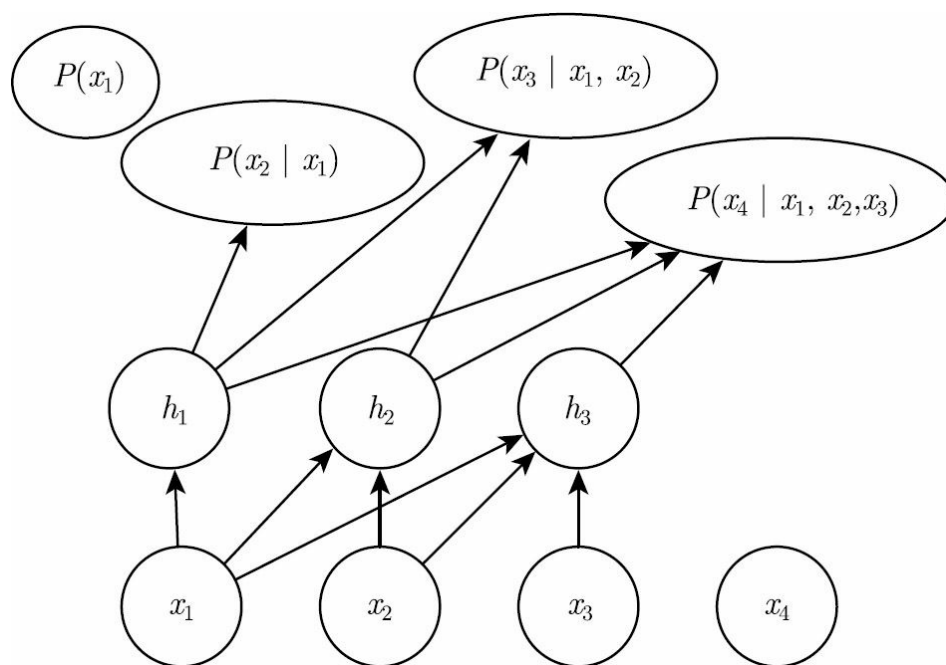 P(x₁)
P(x₃ | x₁, x₂)
P(x₂ | x₁)
P(x₄ | x₁, x₂,x₃)
h₁
h₂
h₃
x₁
x₂
x₃
x₄